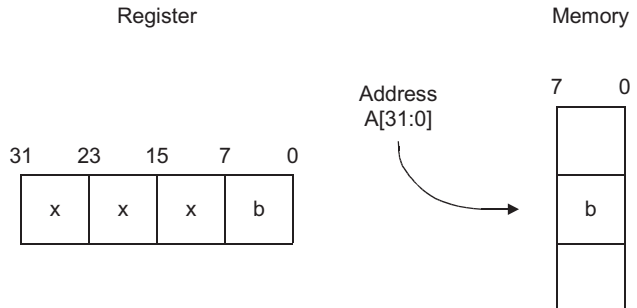 Register
Memory
7 0
Address
A[31:0]
31 23 15 7 0
x x x b
b